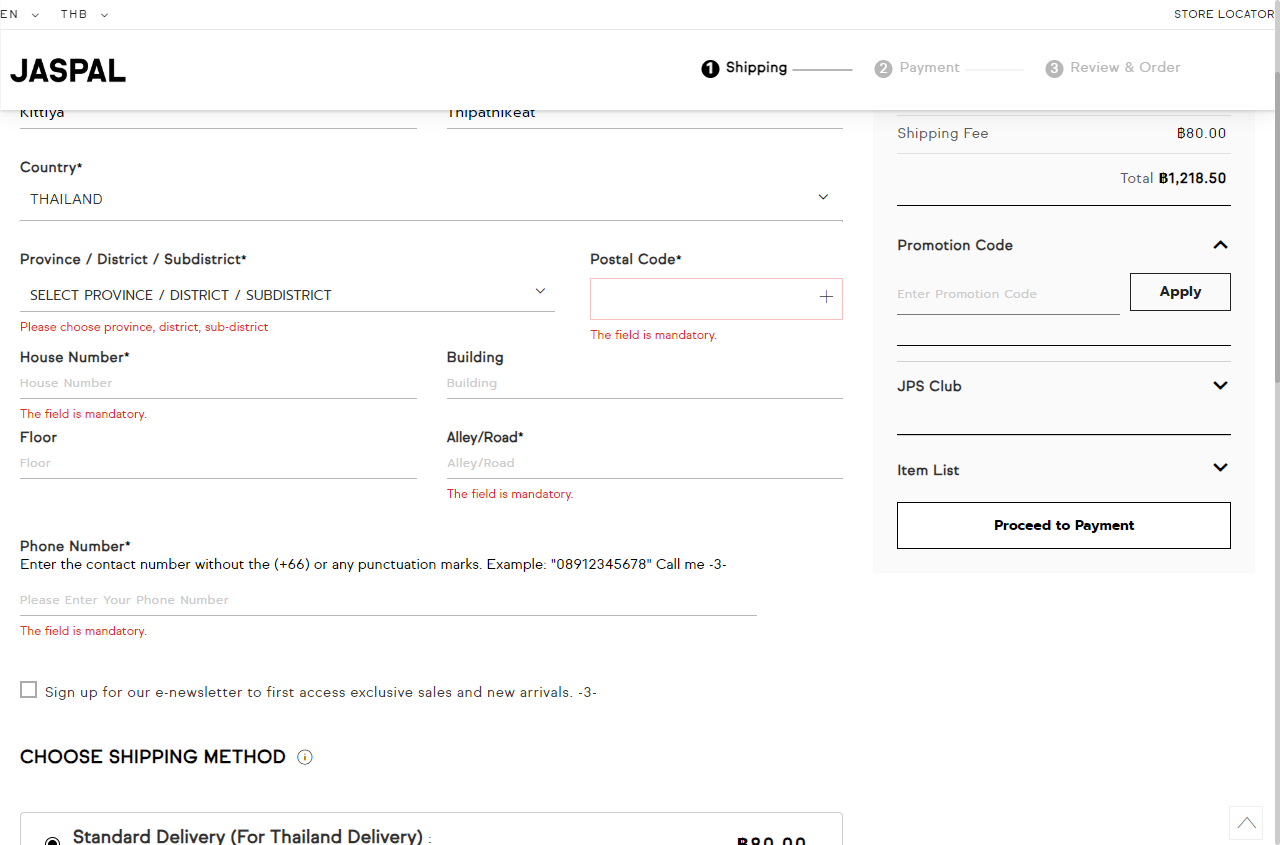 EN THB STORE LOCATOR
JASPAL
1 Shipping 2 Payment 3 Review & Order
Kittiya Thipathikeat
Country*
THAILAND
Province / District / Subdistrict* Postal Code*
SELECT PROVINCE / DISTRICT / SUBDISTRICT
Please choose province, district, sub-district
The field is mandatory.
House Number* Building
House Number Building
The field is mandatory.
Floor Alley/Road*
Floor Alley/Road
The field is mandatory.
Phone Number*
Enter the contact number without the (+66) or any punctuation marks. Example: "08912345678" Call me -3-
Please Enter Your Phone Number
The field is mandatory.
Sign up for our e-newsletter to first access exclusive sales and new arrivals. -3-
CHOOSE SHIPPING METHOD
Standard Delivery (For Thailand Delivery) : ฿80.00
Shipping Fee ฿80.00
Total ฿1,218.50
Promotion Code
Enter Promotion Code Apply
JPS Club
Item List
Proceed to Payment